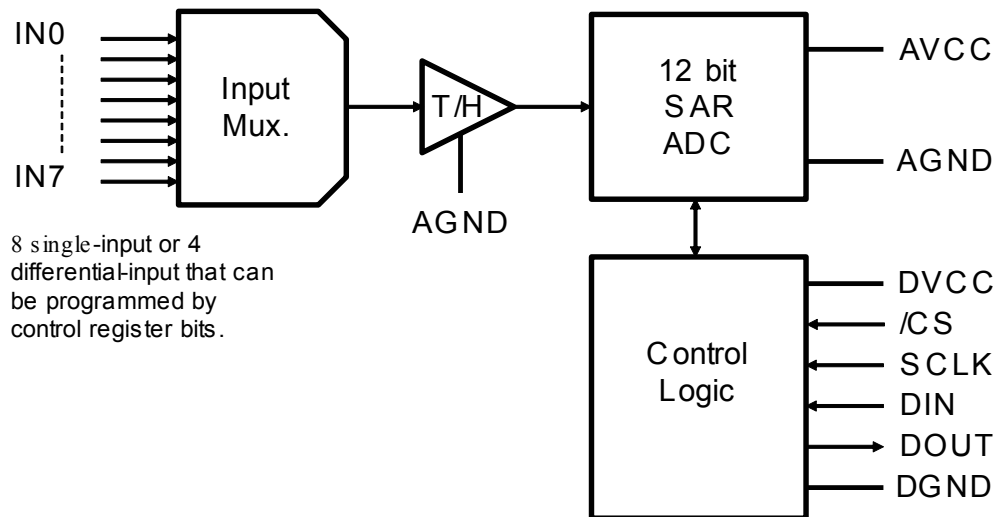 IN0
IN7
Input
Mux.
T/H
AGND
12 bit
SAR
ADC
AVCC
AGND
8 single-input or 4
differential-input that can
be programmed by
control register bits.
Control
Logic
DVCC
/CS
SCLK
DIN
DOUT
DGND